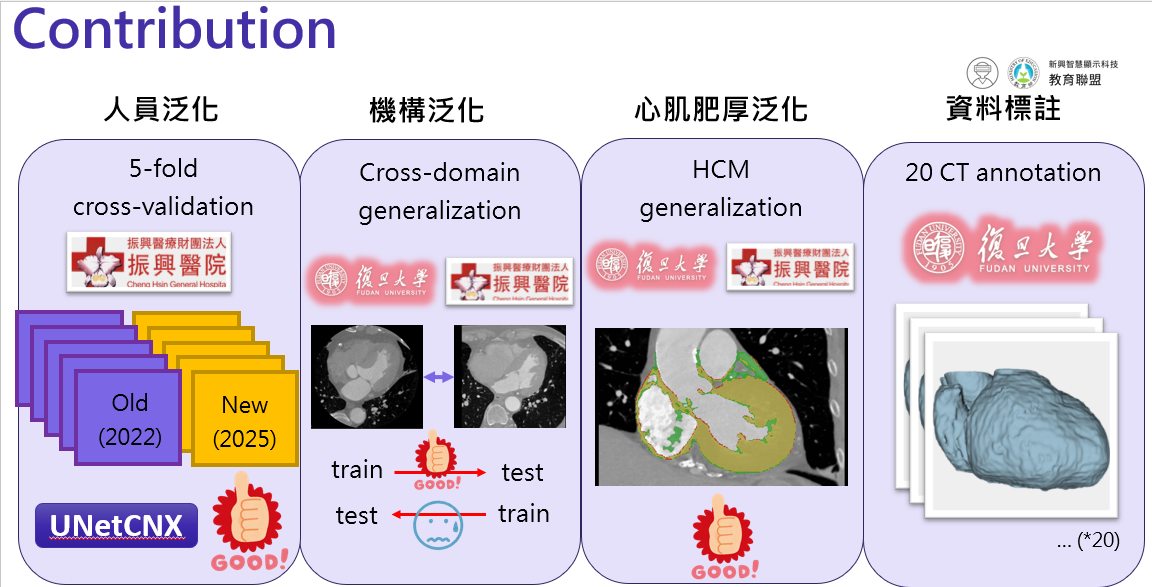 Contribution
新興智慧顯示科技
教育聯盟
人員泛化
5-fold
cross-validation
振興醫療財團法人
振興醫院
Cheng Hsin General Hospital
Old
(2022)
New
(2025)
UNetCNX
GOOD!
機構泛化
Cross-domain
generalization
復旦大學
FUDAN UNIVERSITY
振興醫療財團法人
振興醫院
Cheng Hsin General Hospital
train
GOOD!
test
test
train
心肌肥厚泛化
HCM
generalization
復旦大學
FUDAN UNIVERSITY
振興醫療財團法人
振興醫院
Cheng Hsin General Hospital
GOOD!
資料標註
20 CT annotation
復旦大學
FUDAN UNIVERSITY
1905
... (*20)